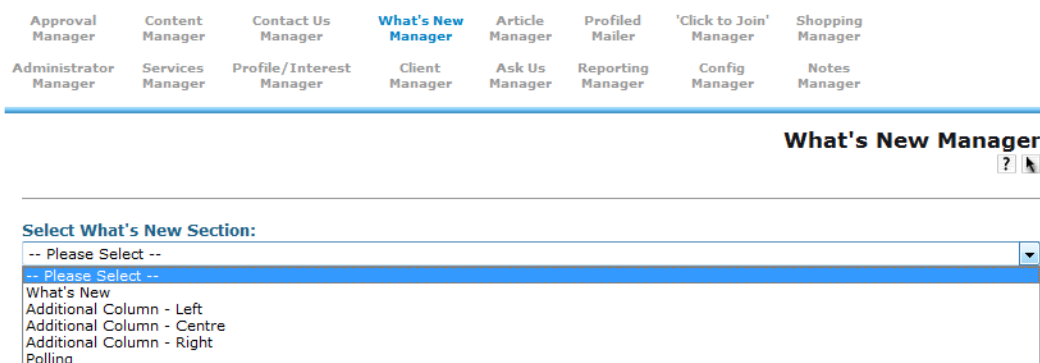 Approval Content Contact Us What's New Article Profiled 'Click to Join' Shopping
Manager Manager Manager Manager Manager Mailer Manager Manager
Administrator Services Profile/Interest Client Ask Us Reporting Config Notes
Manager Manager Manager Manager Manager Manager Manager Manager
What's New Manager
?
Select What's New Section:
-- Please Select --
-- Please Select --
What's New
Additional Column - Left
Additional Column - Centre
Additional Column - Right
Polling